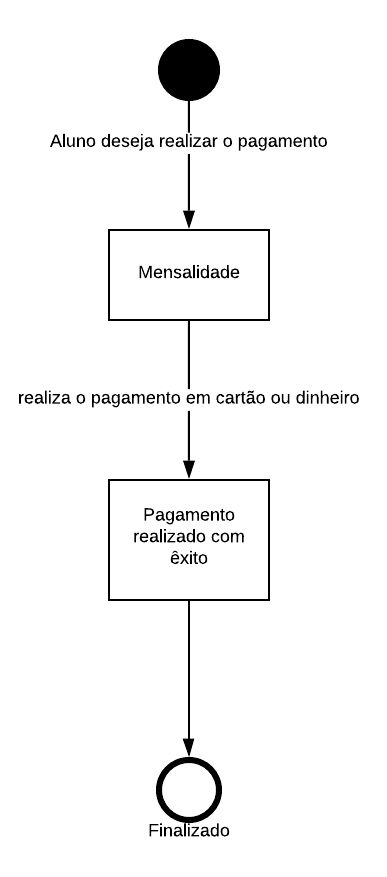 Aluno deseja realizar o pagamento
Mensalidade
realiza o pagamento em cartão ou dinheiro
Pagamento
realizado com
êxito
Finalizado